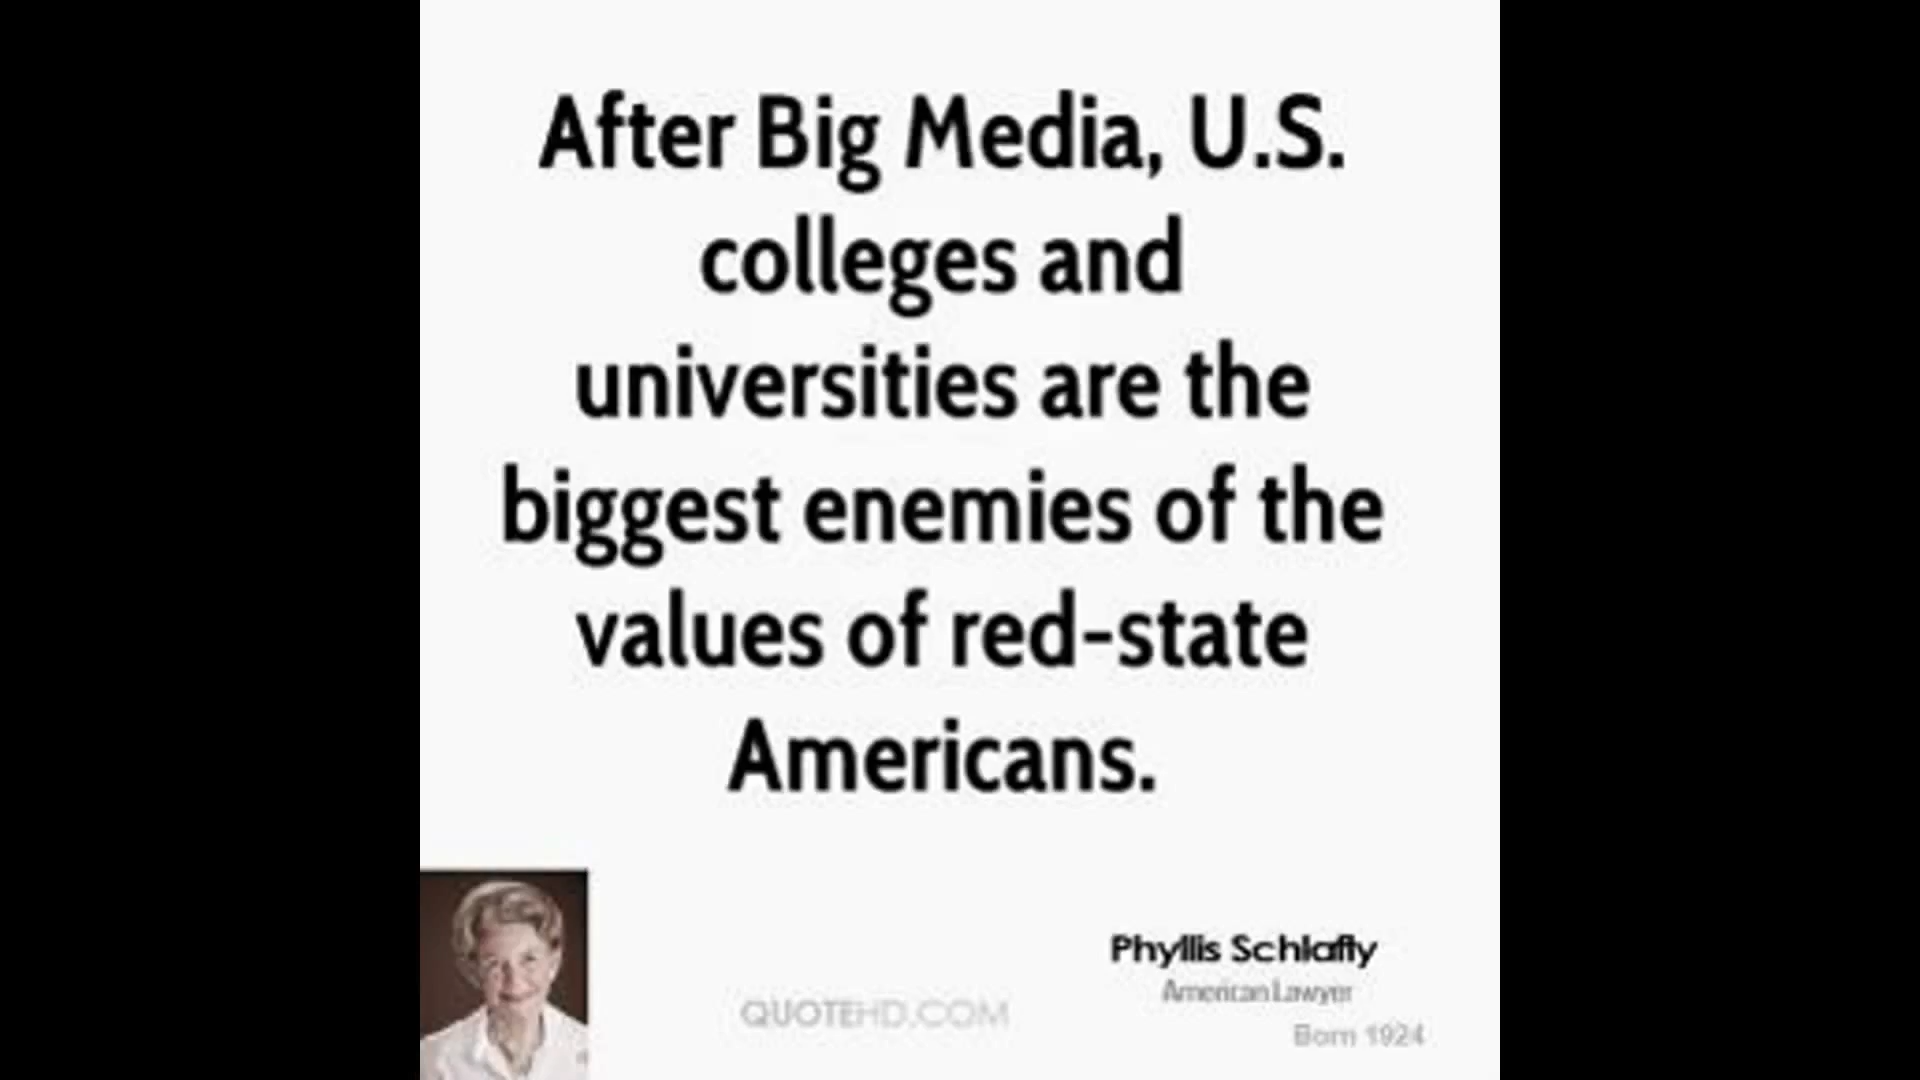 After Big Media, U.S.
colleges and
universities are the
biggest enemies of the
values of red-state
Americans.
Phyllis Schlafly
American Lawyer
QUOTEHD.COM
Born 1924